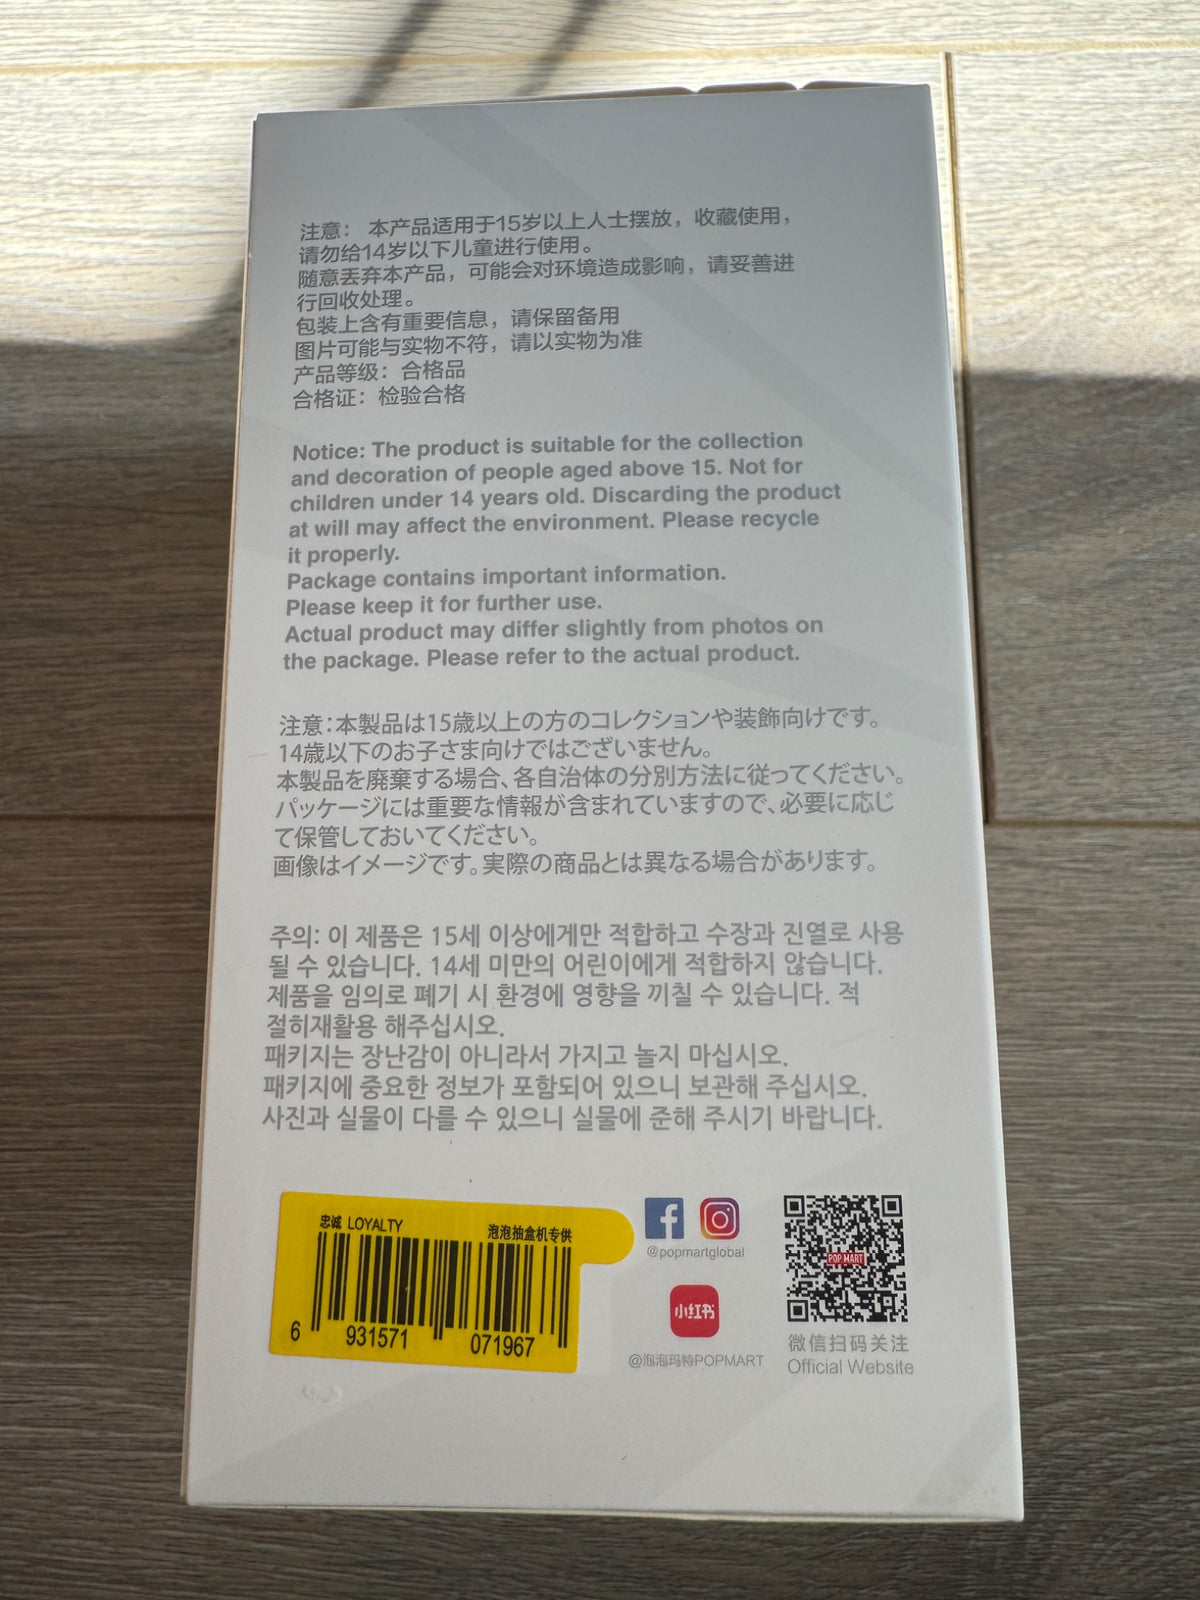 注意： 本产品适用于15岁以上人士摆放，收藏使用，
请勿给14岁以下儿童进行使用。
随意丢弃本产品，可能会对环境造成影响，请妥善进
行回收处理。
包装上含有重要信息，请保留备用
图片可能与实物不符，请以实物为准
产品等级：合格品
合格证：检验合格
Notice: The product is suitable for the collection
and decoration of people aged above 15. Not for
children under 14 years old. Discarding the product
at will may affect the environment. Please recycle
it properly.
Package contains important information.
Please keep it for further use.
Actual product may differ slightly from photos on
the package. Please refer to the actual product.
注意：本製品は15歳以上の方のコレクションや装飾向けです。
14歳以下のお子さま向けではございません。
本製品を廃棄する場合、各自治体の分別方法に従ってください。
パッケージには重要な情報が含まれていますので、必要に応じ
て保管しておいてください。
画像はイメージです。実際の商品とは異なる場合があります。
주의: 이 제품은 15세 이상에게만 적합하고 수장과 진열로 사용
될 수 있습니다. 14세 미만의 어린이에게 적합하지 않습니다.
제품을 임의로 폐기 시 환경에 영향을 끼칠 수 있습니다. 적
절히재활용 해주십시오.
패키지는 장난감이 아니라서 가지고 놀지 마십시오.
패키지에 중요한 정보가 포함되어 있으니 보관해 주십시오.
사진과 실물이 다를 수 있으니 실물에 준해 주시기 바랍니다.
忠诚 LOYALTY 泡泡抽盒机专供
6 931571 071967
@popmartglobal
小红书
@泡泡玛特POPMART
POP MART
微信扫码关注
Official Website